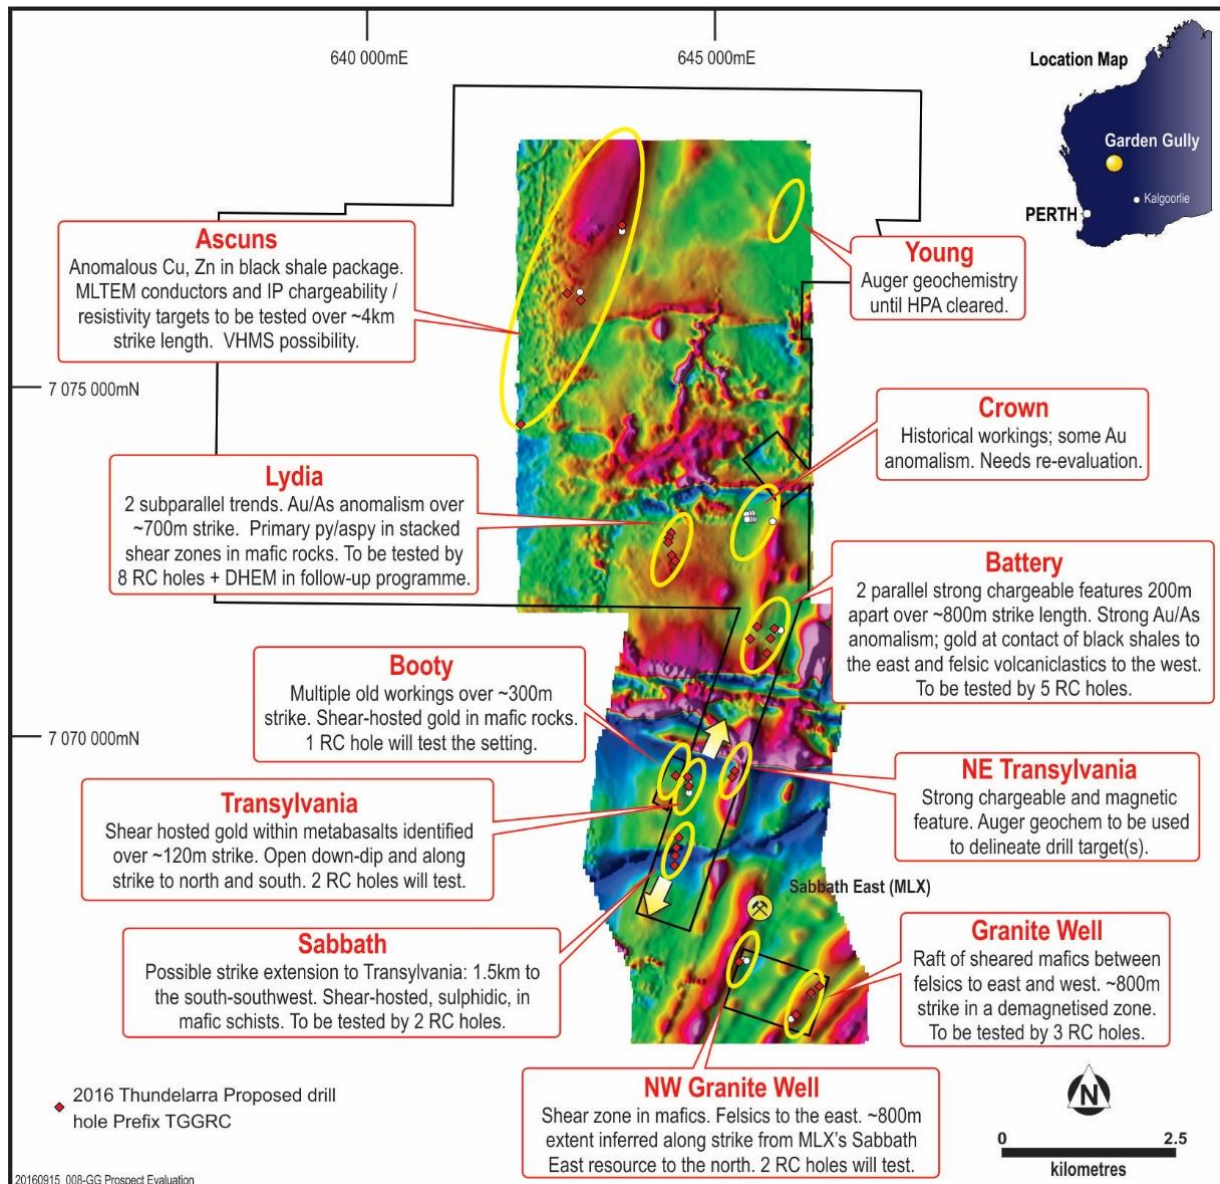 640 000mE
645 000mE
Location Map
Garden Gully
Kalgoorlie
PERTH
Ascuns
Anomalous Cu, Zn in black shale package.
MLTEM conductors and IP chargeability /
resistivity targets to be tested over ~4km
strike length. VHMS possibility.
Young
Auger geochemistry
until HPA cleared.
7 075 000mN
Crown
Historical workings; some Au
anomalism. Needs re-evaluation.
Lydia
2 subparallel trends. Au/As anomalism over
~700m strike. Primary py/aspy in stacked
shear zones in mafic rocks. To be tested by
8 RC holes + DHEM in follow-up programme.
Battery
2 parallel strong chargeable features 200m
apart over ~800m strike length. Strong Au/As
anomalism; gold at contact of black shales to
the east and felsic volcaniclastics to the west.
To be tested by 5 RC holes.
Booty
Multiple old workings over ~300m
strike. Shear-hosted gold in mafic rocks.
1 RC hole will test the setting.
7 070 000mN
NE Transylvania
Strong chargeable and magnetic
feature. Auger geochem to be used
to delineate drill target(s).
Transylvania
Shear hosted gold within metabasalts identified
over ~120m strike. Open down-dip and along
strike to north and south. 2 RC holes will test.
Sabbath East (MLX)
Sabbath
Possible strike extension to Transylvania: 1.5km to
the south-southwest. Shear-hosted, sulphidic, in
mafic schists. To be tested by 2 RC holes.
Granite Well
Raft of sheared mafics between
felsics to east and west. ~800m
strike in a demagnetised zone.
To be tested by 3 RC holes.
NW Granite Well
Shear zone in mafics. Felsics to the east. ~800m
extent inferred along strike from MLX's Sabbath
East resource to the north. 2 RC holes will test.
2016 Thundelarra Proposed drill
hole Prefix TGGRC
N
0 2.5
kilometres
20160915_008-GG Prospect Evaluation